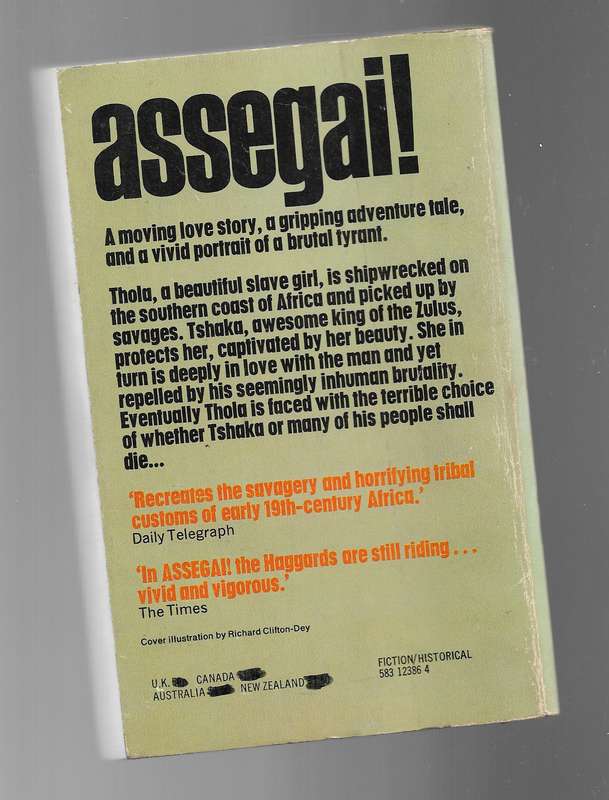 assegai!
A moving love story, a gripping adventure tale,
and a vivid portrait of a brutal tyrant.
Thola, a beautiful slave girl, is shipwrecked on
the southern coast of Africa and picked up by
savages. Tshaka, awesome king of the Zulus,
protects her, captivated by her beauty. She in
turn is deeply in love with the man and yet
repelled by his seemingly inhuman brutality.
Eventually Thola is faced with the terrible choice
of whether Tshaka or many of his people shall
die...
'Recreates the savagery and horrifying tribal
customs of early 19th-century Africa.'
Daily Telegraph
'In ASSEGAI! the Haggards are still riding . . .
vivid and vigorous.'
The Times
Cover illustration by Richard Clifton-Dey
U.K. CANADA
AUSTRALIA NEW ZEALAND
FICTION/HISTORICAL
583 12386 4